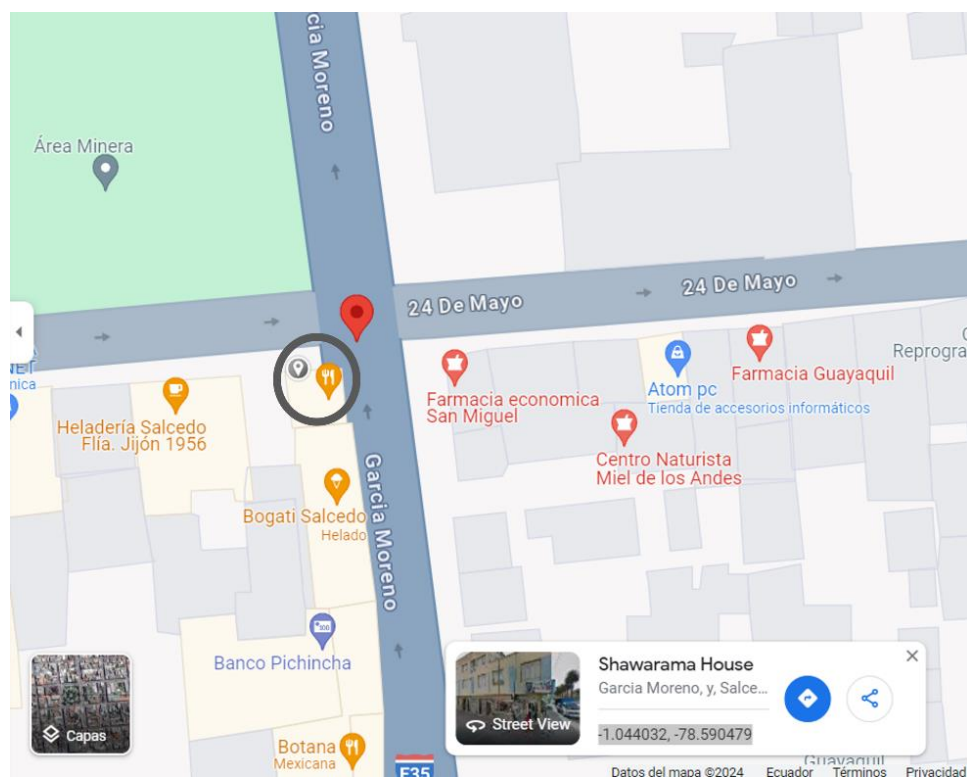 cia Moreno
Área Minera
24 De Mayo
24 De Mayo
Reprogra
nica
Farmacia Guayaquil
Atom pc
Tienda de accesorios informáticos
Farmacia economica
San Miguel
Heladería Salcedo
Flía. Jijón 1956
Centro Naturista
Miel de los Andes
Garcia Moreno
Bogati Salcedo
Helado
Banco Pichincha
Shawarama House
Garcia Moreno, y, Salce...
-1.044032, -78.590479
Street View
Capas
Botana
Mexicana
E35
Guayaquil
Datos del mapa ©2024 Ecuador Términos Privacidad